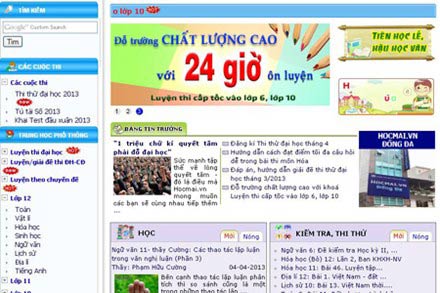 TÌM KIẾM
Google Custom Search
Tìm
CÁC CUỘC THI
Các cuộc thi
Thi thử đại học 2013
new
Tú tài Số 2013
Khai Test đầu xuân 2013
TRUNG HỌC PHỔ THÔNG
Luyện thi đại học
Luyện/giải đề thi ĐH-CĐ
new
Luyện theo chuyên đề
Lớp 12
Toán
Vật lí
Hóa học
Sinh học
Ngữ văn
Lịch sử
Địa lí
Tiếng Anh
o lớp 10
Đỗ trường CHẤT LƯỢNG CAO
với 24 giờ ôn luyện
Luyện thi cấp tốc vào lớp 6, lớp 10
1 2 3
TIÊN HỌC LỄ,
HẬU HỌC VĂN
BẢNG TIN TRƯỜNG
"1 triệu chữ kí quyết tâm phải đỗ đại học"
Sức mạnh tập
thể về lòng
quyết tâm -
đó là điều mà
Hocmai.vn
mong muốn
các bạn sẽ cùng nhau tiếp thêm
...
Đăng kí Thi thử đại học tháng 4
Hướng dẫn cách đạt điểm tối đa câu hỏi
dễ trong bài thi môn Hóa
Đáp án, hướng dẫn giải đề thi thử đại
học tháng 3/2013
Đỗ trường chất lượng cao với khoá
Luyện thi cấp tốc vào lớp 6, lớp 10.
HOCMAI.VN
ĐỐNG ĐA
HỌC
Mới
Nóng
Ngữ văn 11- thầy Cường: Các thao tác lập luận
trong văn nghị luận (Phần 3)
Thầy: Phạm Hữu Cường
04-04-2013
Bên cạnh thao tác lập luận phân tích
thì so sánh cũng là một
trong những thao tác lập
KIỂM TRA, THI THỬ
Mới
Nóng
Ngữ văn 6: Đề kiểm tra Học kỳ II, ...
Hóa học (Bộ) 12: Lần 2, Ban KHXH-NV
Hóa học 11: Bài 46. Luyện tập...
Địa lí 12: Bài 1. Việt Nam - đất ...
Lịch sử 10: Bài 13. Việt Nam thời...